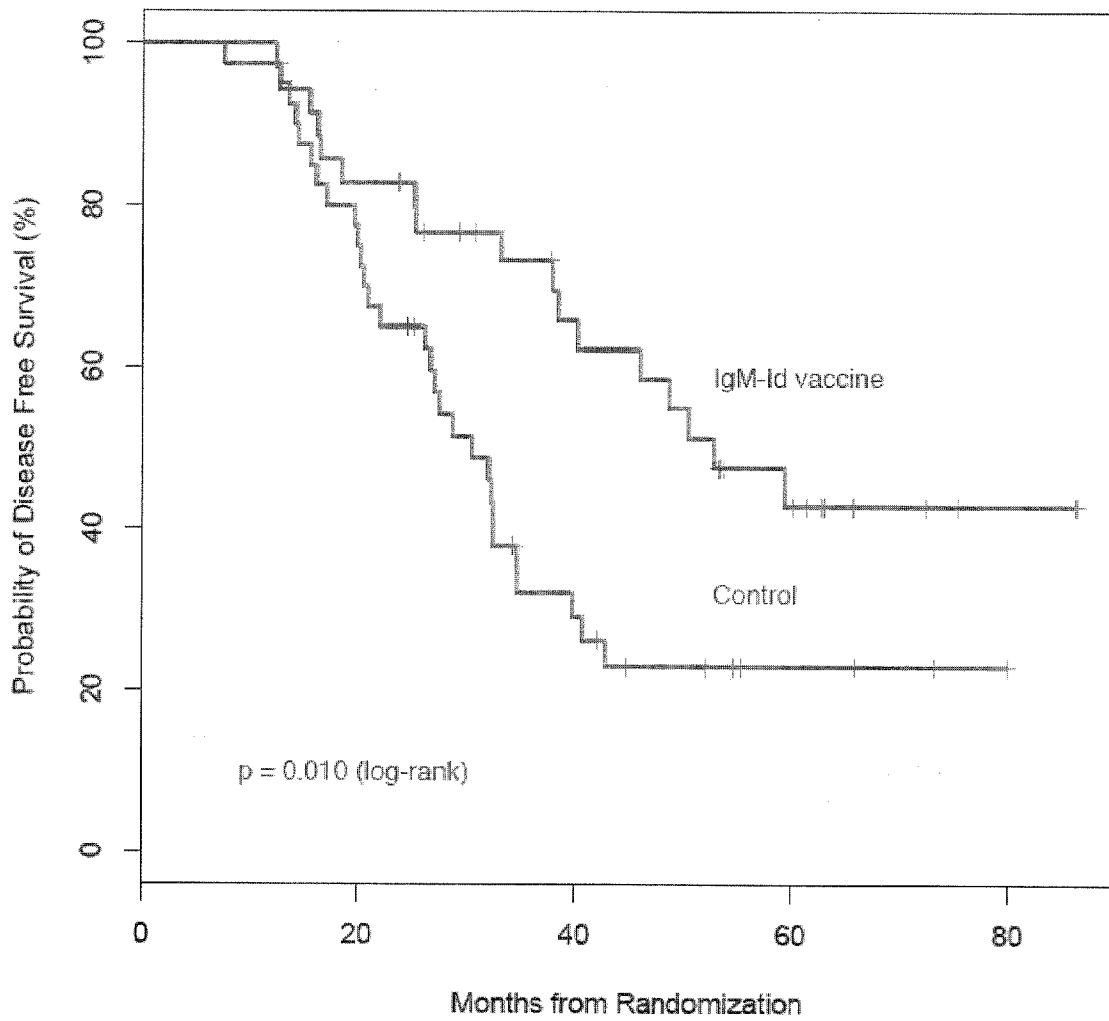 Probability of Disease Free Survival (%)
100
80
60
40
20
0
IgM-Id vaccine
Control
p = 0.010 (log-rank)
0 20 40 60 80
Months from Randomization